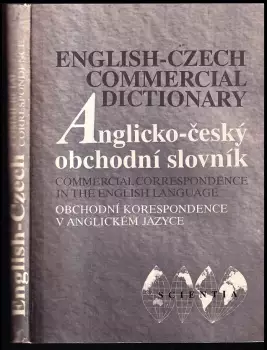 ENGLISH-CZECH
COMMERCIAL
DICTIONARY
Anglicko-český
obchodní slovník
COMMERCIAL CORRESPONDENCE
IN THE ENGLISH LANGUAGE
OBCHODNÍ KORESPONDENCE
V ANGLICKÉM JAZYCE
SCIENTIA
English-Czech
COMMERCIAL
CORRESPONDENCE